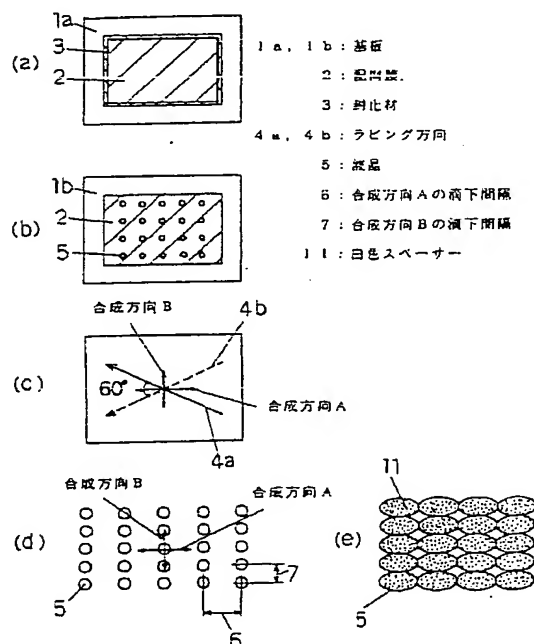 1a
3
(a)
2
1a, 1b : 基板
2 : 配向膜
3 : 封止材
4a, 4b : ラビング方向
5 : 液晶
6 : 合成方向Aの滴下間隔
7 : 合成方向Bの滴下間隔
11 : 白色スペーサー
1b
2
(b)
5
合成方向B
4b
(c)
60°
合成方向A
4a
合成方向B
合成方向A
(d)
7
5
6
11
(e)
5